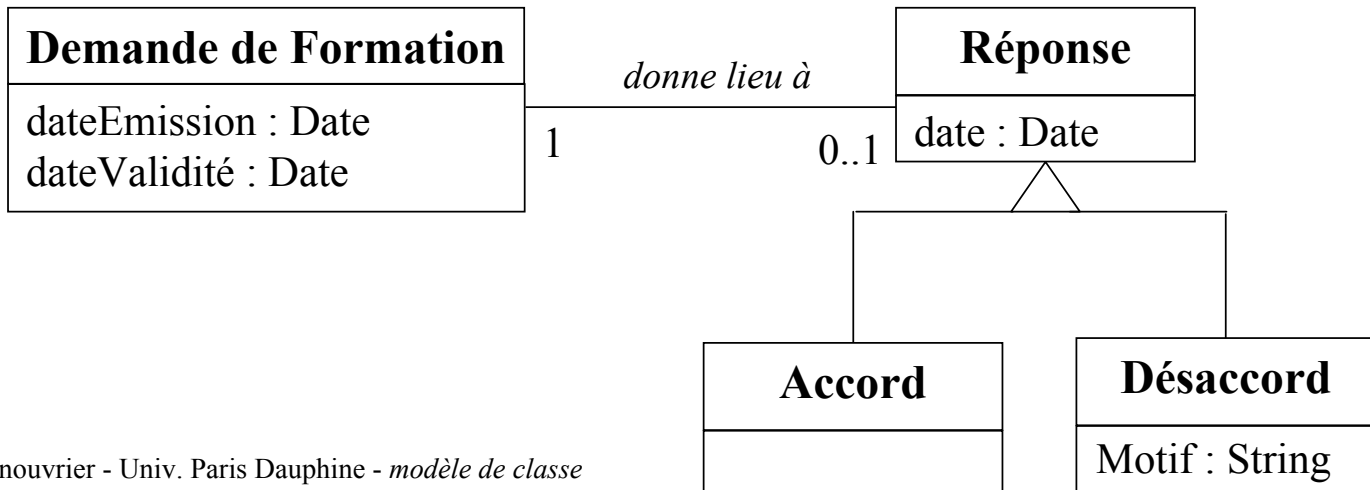 Demande de Formation
dateEmission : Date
dateValidité : Date
donne lieu à
1
0..1
Réponse
date : Date
Accord
Désaccord
Motif : String
nouvrier - Univ. Paris Dauphine - modèle de classe